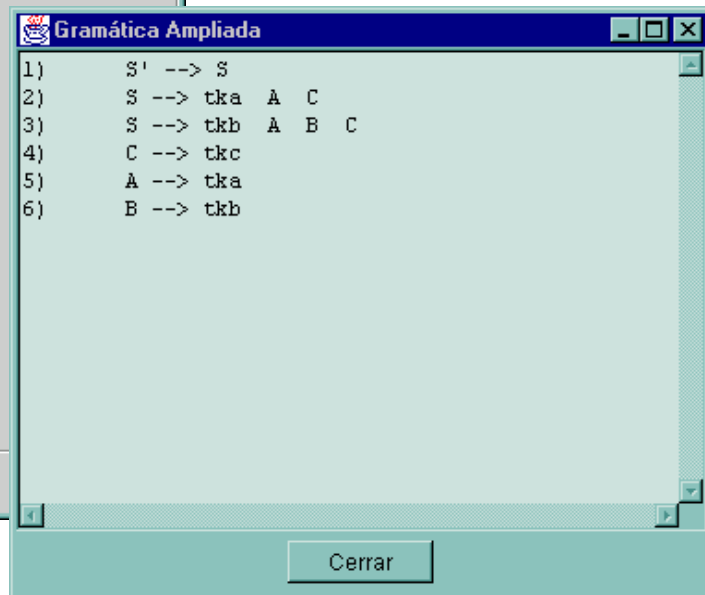 Gramática Ampliada
1) S' --> S
2) S --> tka A C
3) S --> tkb A B C
4) C --> tkc
5) A --> tka
6) B --> tkb
Cerrar